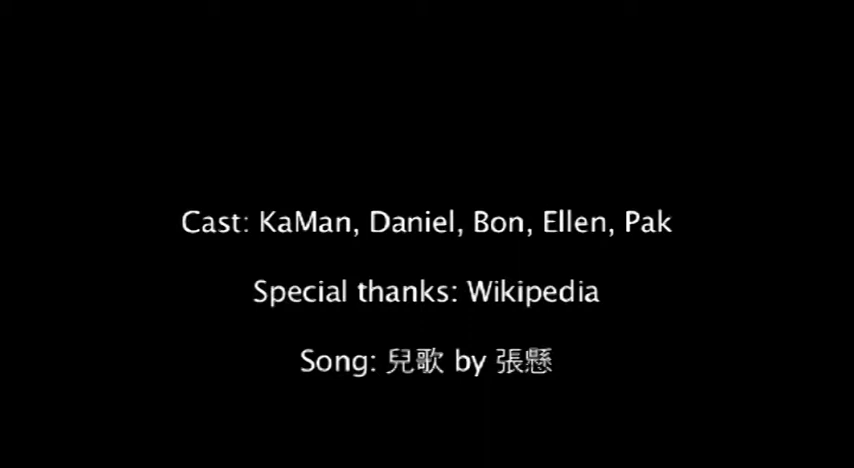 Cast: KaMan, Daniel, Bon, Ellen, Pak
Special thanks: Wikipedia
Song: 兒歌 by 張懸